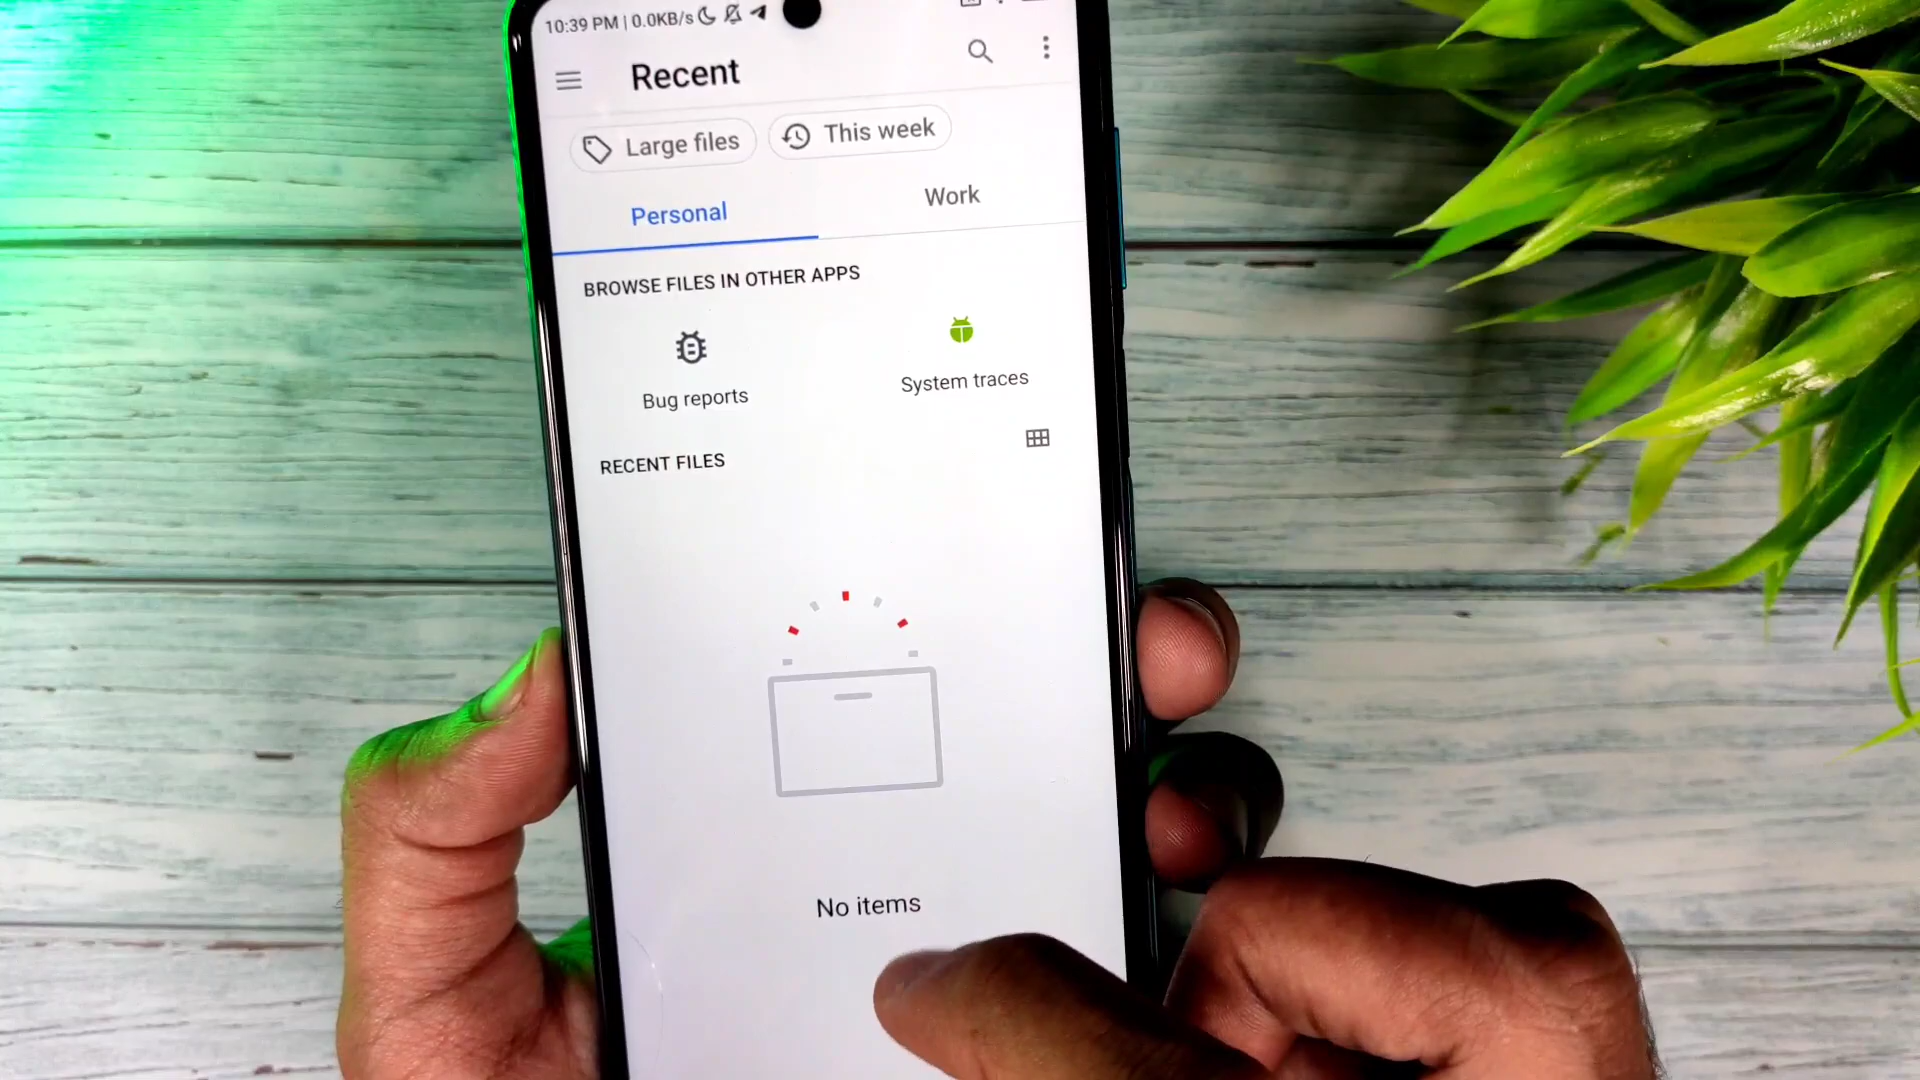 10:39 PM | 0.0KB/s
Recent
Large files
This week
Personal
Work
BROWSE FILES IN OTHER APPS
Bug reports
System traces
RECENT FILES
No items